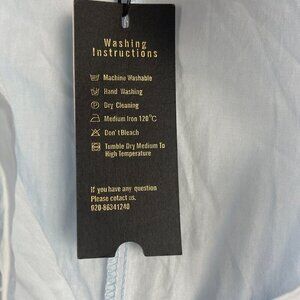 Washing
Instructions
Machine Washable
Hand Washing
P Dry Cleaning
Medium Iron 120°C
Don't Bleach
Tumble Dry Medium To
High Temperature
If you have any question
Please cotact us.
020-86341240